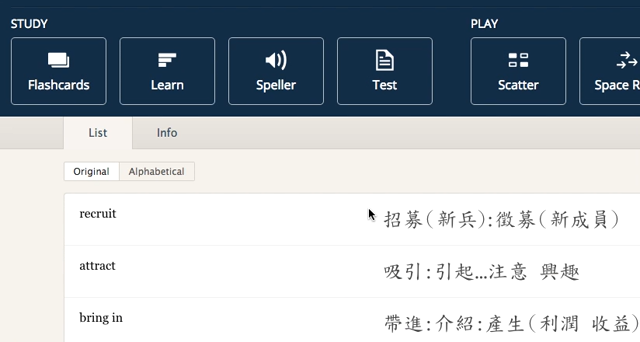 STUDY PLAY
Flashcards Learn Speller Test Scatter Space R
List Info
Original Alphabetical
recruit 招募(新兵):徵募(新成員)
attract 吸引:引起...注意 興趣
bring in 帶進:介紹:產生(利潤 收益)